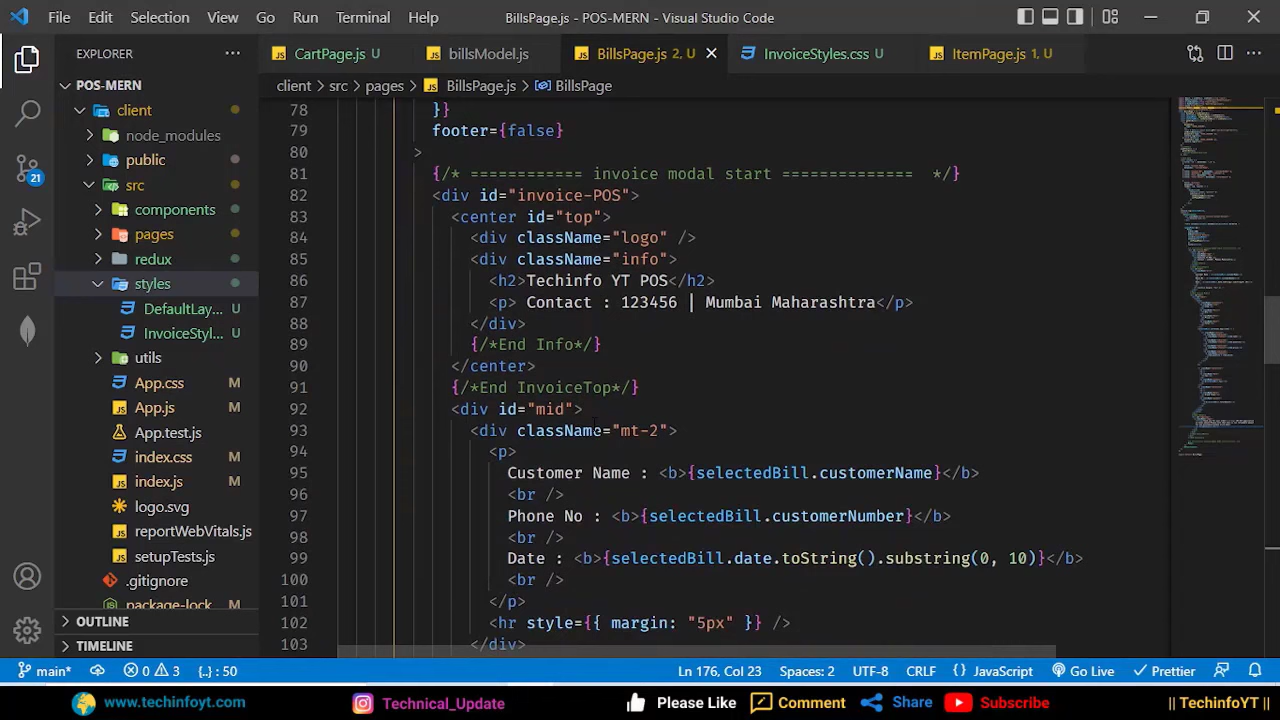 File Edit Selection View Go Run Terminal Help BillsPage.js - POS-MERN - Visual Studio Code
EXPLORER
POS-MERN
client
node_modules
public
src
components
pages
redux
styles
DefaultLay...
InvoiceStyl...
U
U
utils
App.css M
App.js M
App.test.js
index.css M
index.js M
logo.svg
reportWebVitals.js
setupTests.js
.gitignore
package-lock
OUTLINE
TIMELINE
21
CartPage.js U billsModel.js BillsPage.js 2, U InvoiceStyles.css U ItemPage.js 1, U
client > src > pages > BillsPage.js > BillsPage
78 }}
79 footer={false}
80 >
81 {/* ============ invoice modal start ============== */}
82 <div id="invoice-POS">
83 <center id="top">
84 <div className="logo" />
85 <div className="info">
86 <h2>Techinfo YT POS</h2>
87 <p> Contact : 123456 | Mumbai Maharashtra</p>
88 </div>
89 {/*End Info*/}
90 </center>
91 {/*End InvoiceTop*/}
92 <div id="mid">
93 <div className="mt-2">
94 <p>
95 Customer Name : <b>{selectedBill.customerName}</b>
96 <br />
97 Phone No : <b>{selectedBill.customerNumber}</b>
98 <br />
99 Date : <b>{selectedBill.date.toString().substring(0, 10)}</b>
100 <br />
101 </p>
102 <hr style={{ margin: "5px" }} />
103 </div>
main* 0 3 {..} : 50 Ln 176, Col 23 Spaces: 2 UTF-8 CRLF {} JavaScript Go Live Prettier
www.techinfoyt.com Technical_Update Please Like Comment Share Subscribe || TechinfoYT ||